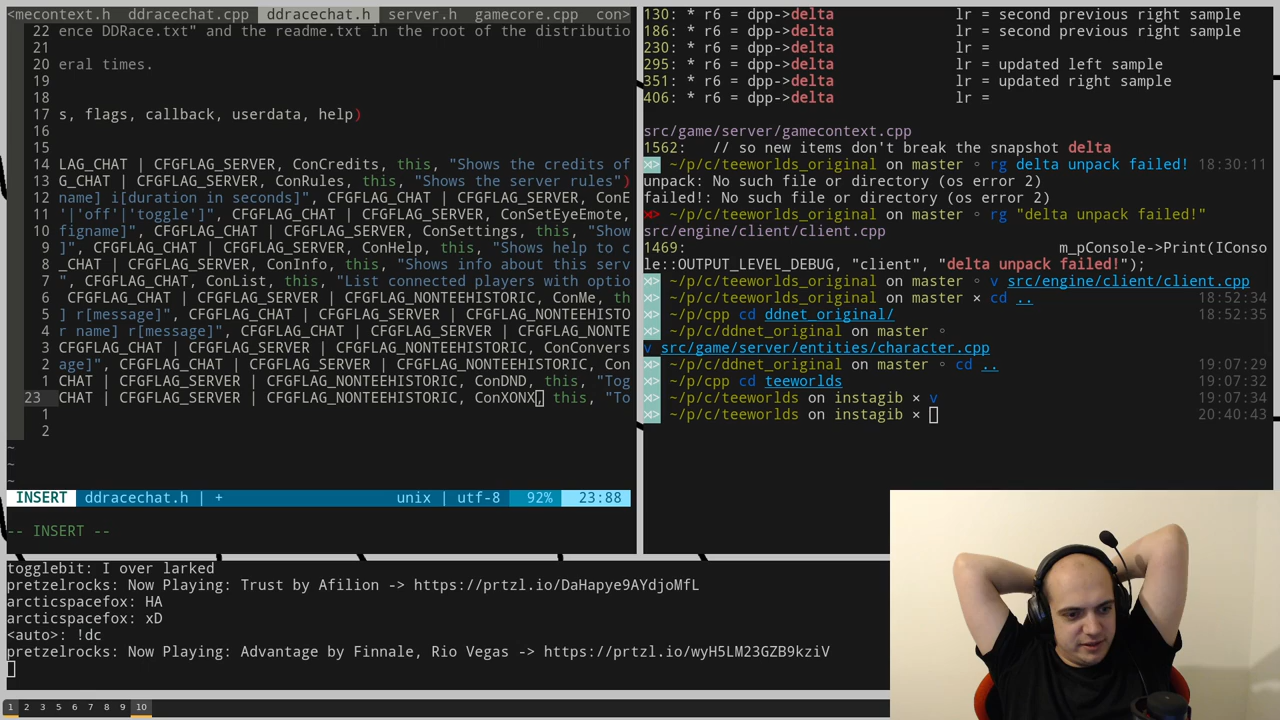 <mecontext.h  ddracechat.cpp  ddracechat.h  server.h  gamecore.cpp  con>
22 ence DDRace.txt" and the readme.txt in the root of the distributio
21
20 eral times.
19
18
17 s, flags, callback, userdata, help)
16
15
14 LAG_CHAT | CFGFLAG_SERVER, ConCredits, this, "Shows the credits of
13 G_CHAT | CFGFLAG_SERVER, ConRules, this, "Shows the server rules")
12 name] i[duration in seconds]", CFGFLAG_CHAT | CFGFLAG_SERVER, ConE
11 '|'off'|'toggle']", CFGFLAG_CHAT | CFGFLAG_SERVER, ConSetEyeEmote,
10 figname]", CFGFLAG_CHAT | CFGFLAG_SERVER, ConSettings, this, "Show
9 ]", CFGFLAG_CHAT | CFGFLAG_SERVER, ConHelp, this, "Shows help to c
8 _CHAT | CFGFLAG_SERVER, ConInfo, this, "Shows info about this serv
7 AG_CHAT, ConList, this, "List connected players with optio
6 CFGFLAG_CHAT | CFGFLAG_SERVER | CFGFLAG_NONTEEHISTORIC, ConMe, th
5 ] r[message]", CFGFLAG_CHAT | CFGFLAG_SERVER | CFGFLAG_NONTEEHISTO
4 r name] r[message]", CFGFLAG_CHAT | CFGFLAG_SERVER | CFGFLAG_NONTE
3 CFGFLAG_CHAT | CFGFLAG_SERVER | CFGFLAG_NONTEEHISTORIC, ConConvers
2 age]", CFGFLAG_CHAT | CFGFLAG_SERVER | CFGFLAG_NONTEEHISTORIC, Con
1 CHAT | CFGFLAG_SERVER | CFGFLAG_NONTEEHISTORIC, ConDND, this, "Tog
23 CHAT | CFGFLAG_SERVER | CFGFLAG_NONTEEHISTORIC, ConXONX, this, "To
1
2
~
~
~
INSERT ddracechat.h | + unix | utf-8 92% 23:88
-- INSERT --
130: * r6 = dpp->delta lr = second previous right sample
186: * r6 = dpp->delta lr = second previous right sample
230: * r6 = dpp->delta lr =
295: * r6 = dpp->delta lr = updated left sample
351: * r6 = dpp->delta lr = updated right sample
406: * r6 = dpp->delta lr =
src/game/server/gamecontext.cpp
1562: // so new items don't break the snapshot delta
~/p/c/teeworlds_original on master ◦ rg delta unpack failed! 18:30:11
unpack: No such file or directory (os error 2)
failed!: No such file or directory (os error 2)
~/p/c/teeworlds_original on master ◦ rg "delta unpack failed!"
src/engine/client/client.cpp
1469: m_pConsole->Print(IConso
le::OUTPUT_LEVEL_DEBUG, "client", "delta unpack failed!");
~/p/c/teeworlds_original on master ◦ v src/engine/client/client.cpp
~/p/c/teeworlds_original on master × cd .. 18:52:34
~/p/cpp cd ddnet_original/ 18:52:35
~/p/c/ddnet_original on master ◦
v src/game/server/entities/character.cpp
~/p/c/ddnet_original on master ◦ cd .. 19:07:29
~/p/cpp cd teeworlds 19:07:32
~/p/c/teeworlds on instagib × v 19:07:34
~/p/c/teeworlds on instagib × 20:40:43
togglebit: I over larked
pretzelrocks: Now Playing: Trust by Afilion -> https://prtzl.io/DaHapye9AYdjoMfL
arcticspacefox: HA
arcticspacefox: xD
<auto>: !dc
pretzelrocks: Now Playing: Advantage by Finnale, Rio Vegas -> https://prtzl.io/wyH5LM23GZB9kziV
1 2 3 4 5 6 7 8 9 10